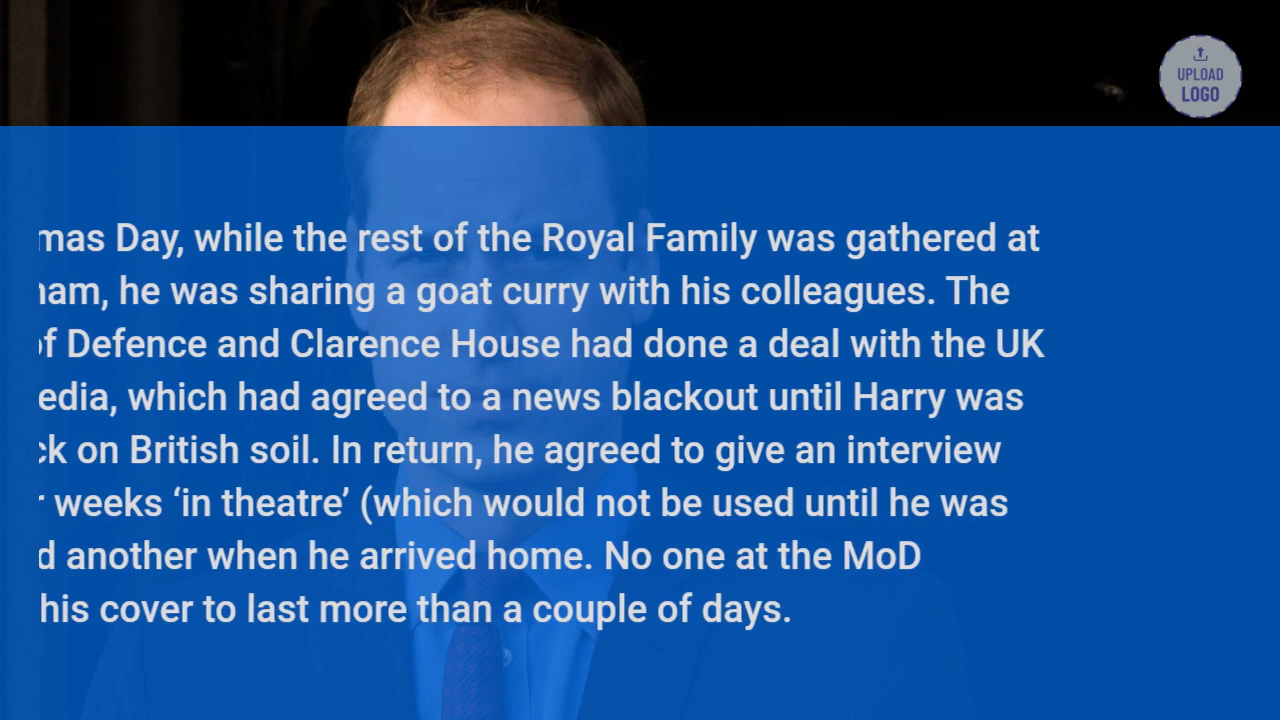 UPLOAD
LOGO
mas Day, while the rest of the Royal Family was gathered at
ham, he was sharing a goat curry with his colleagues. The
of Defence and Clarence House had done a deal with the UK
edia, which had agreed to a news blackout until Harry was
ck on British soil. In return, he agreed to give an interview
r weeks ‘in theatre’ (which would not be used until he was
d another when he arrived home. No one at the MoD
his cover to last more than a couple of days.